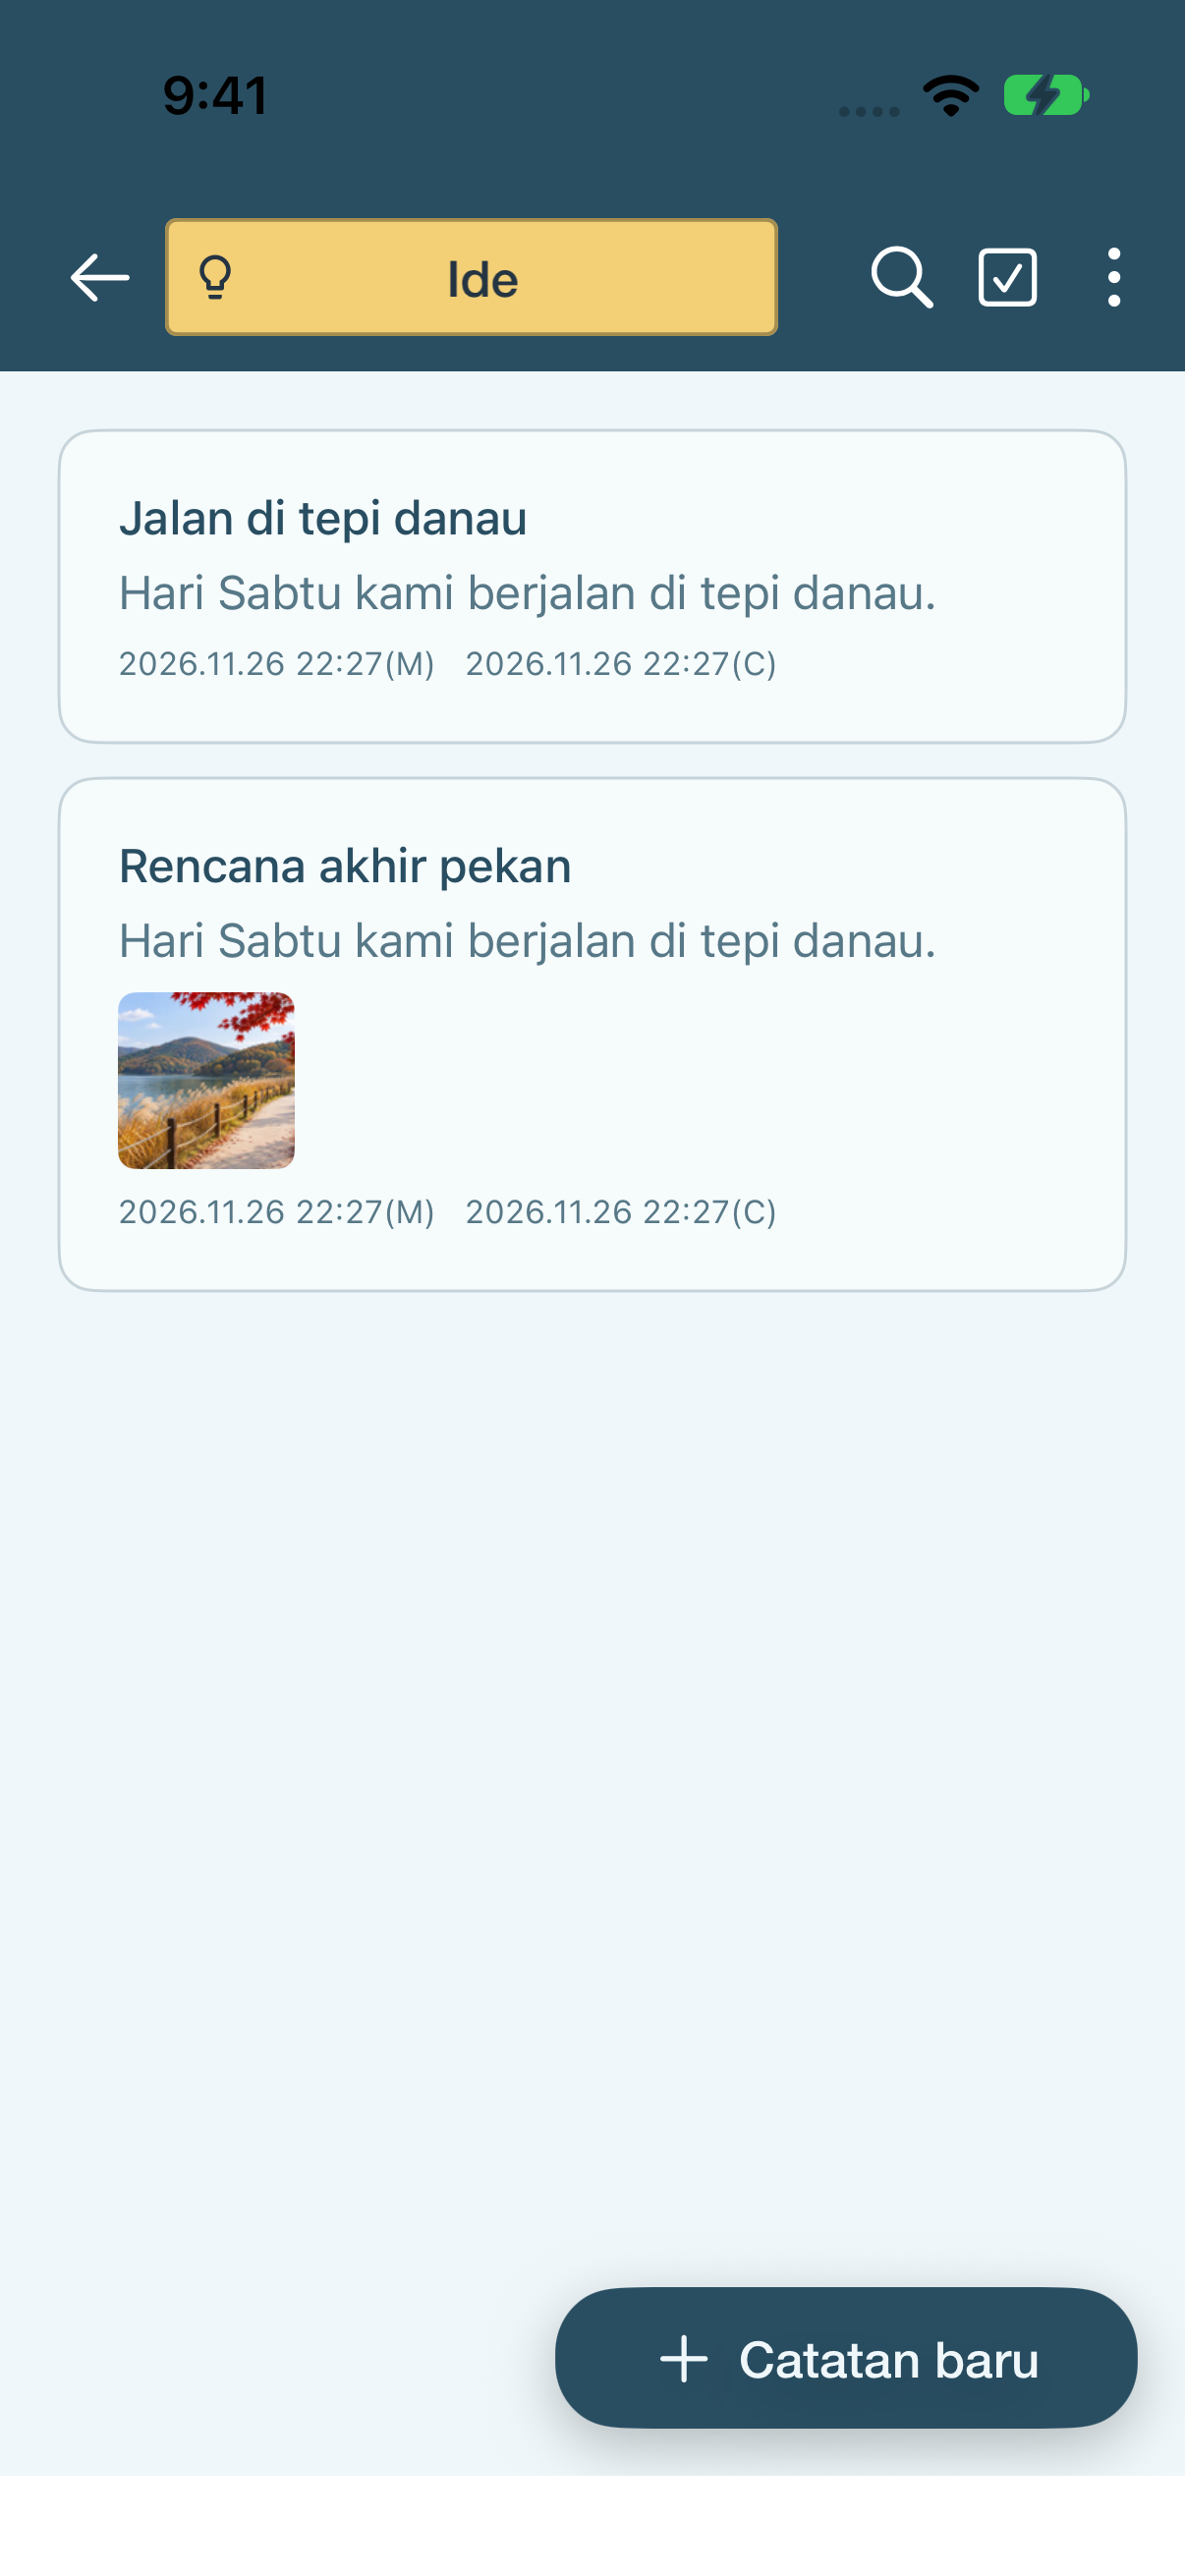 9:41
Ide
Jalan di tepi danau
Hari Sabtu kami berjalan di tepi danau.
2026.11.26 22:27(M) 2026.11.26 22:27(C)
Rencana akhir pekan
Hari Sabtu kami berjalan di tepi danau.
2026.11.26 22:27(M) 2026.11.26 22:27(C)
Catatan baru